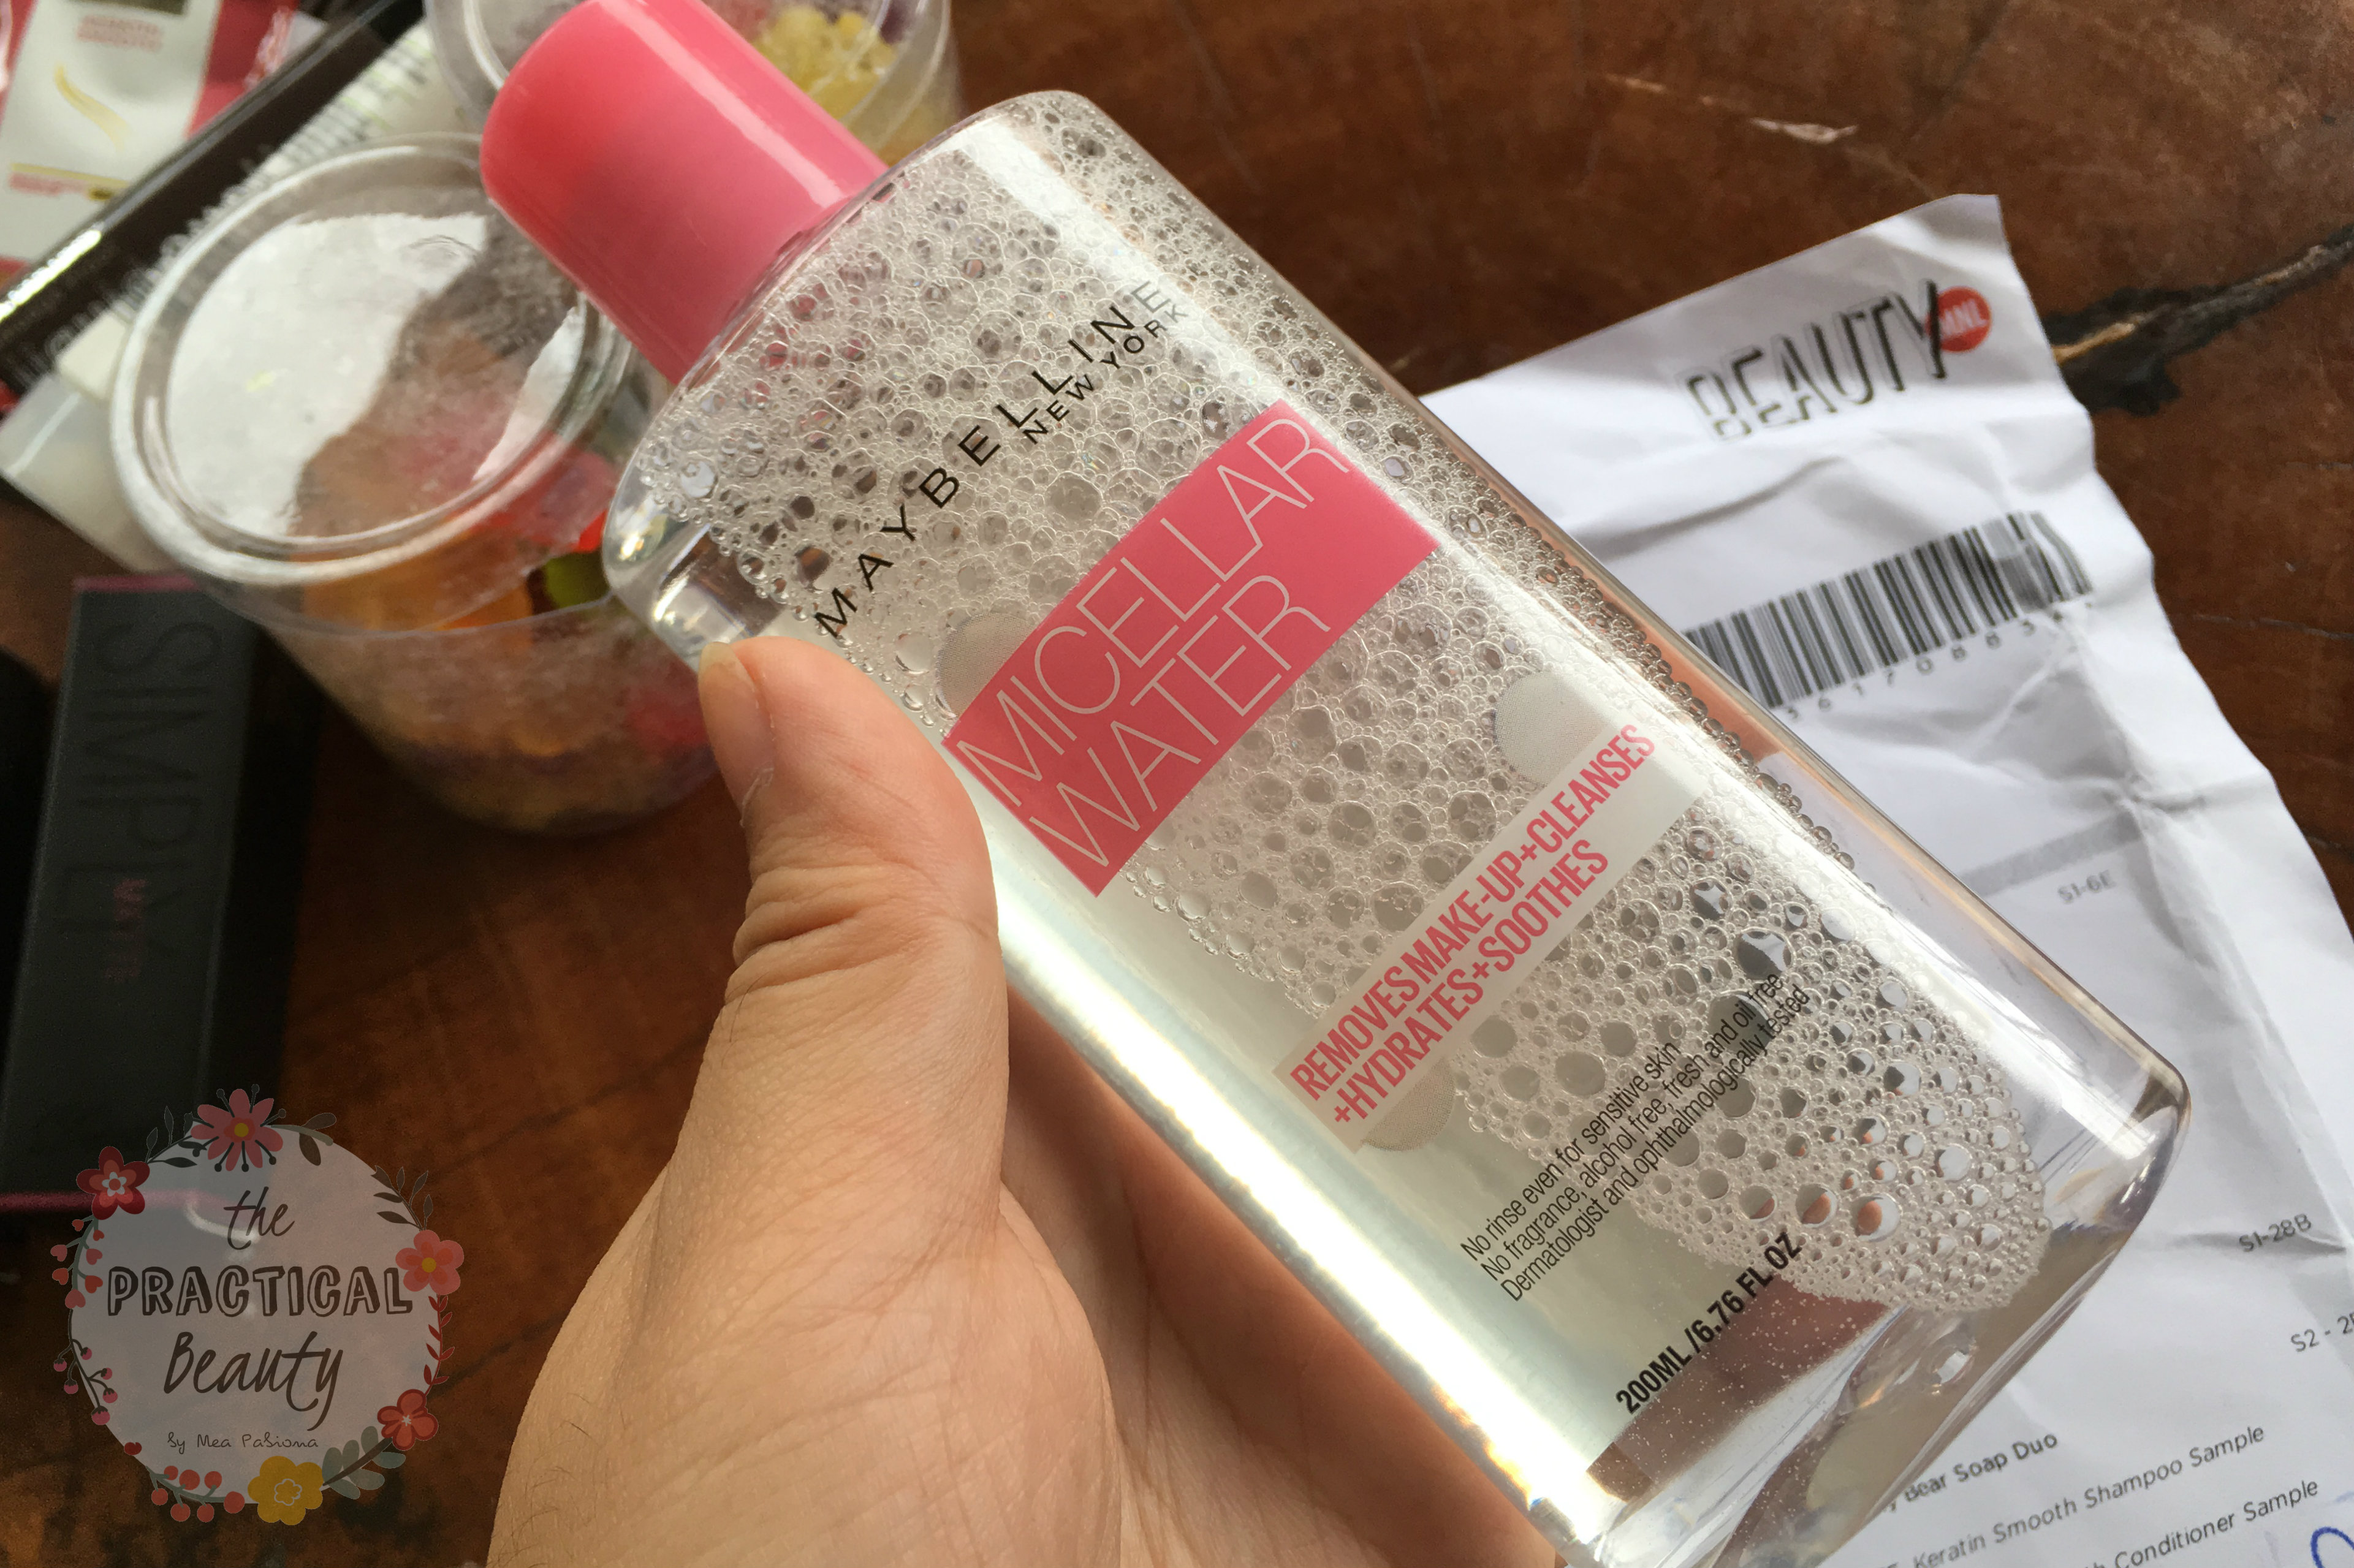 MAYBELLINE
NEW YORK
MICELLAR
WATER
REMOVES MAKE-UP+CLEANSES
+HYDRATES+SOOTHES
No rinse even for sensitive skin
No fragrance, alcohol free, fresh and oil free
Dermatologist and ophthalmologically tested
200ML/6.76 FL OZ
BEAUTY MNL
S1-6E
S1-28B
S2 - 2
Bear Soap Duo
Keratin Smooth Shampoo Sample
Conditioner Sample
SIMPLY
the
PRACTICAL
Beauty
by Mea Pabiona